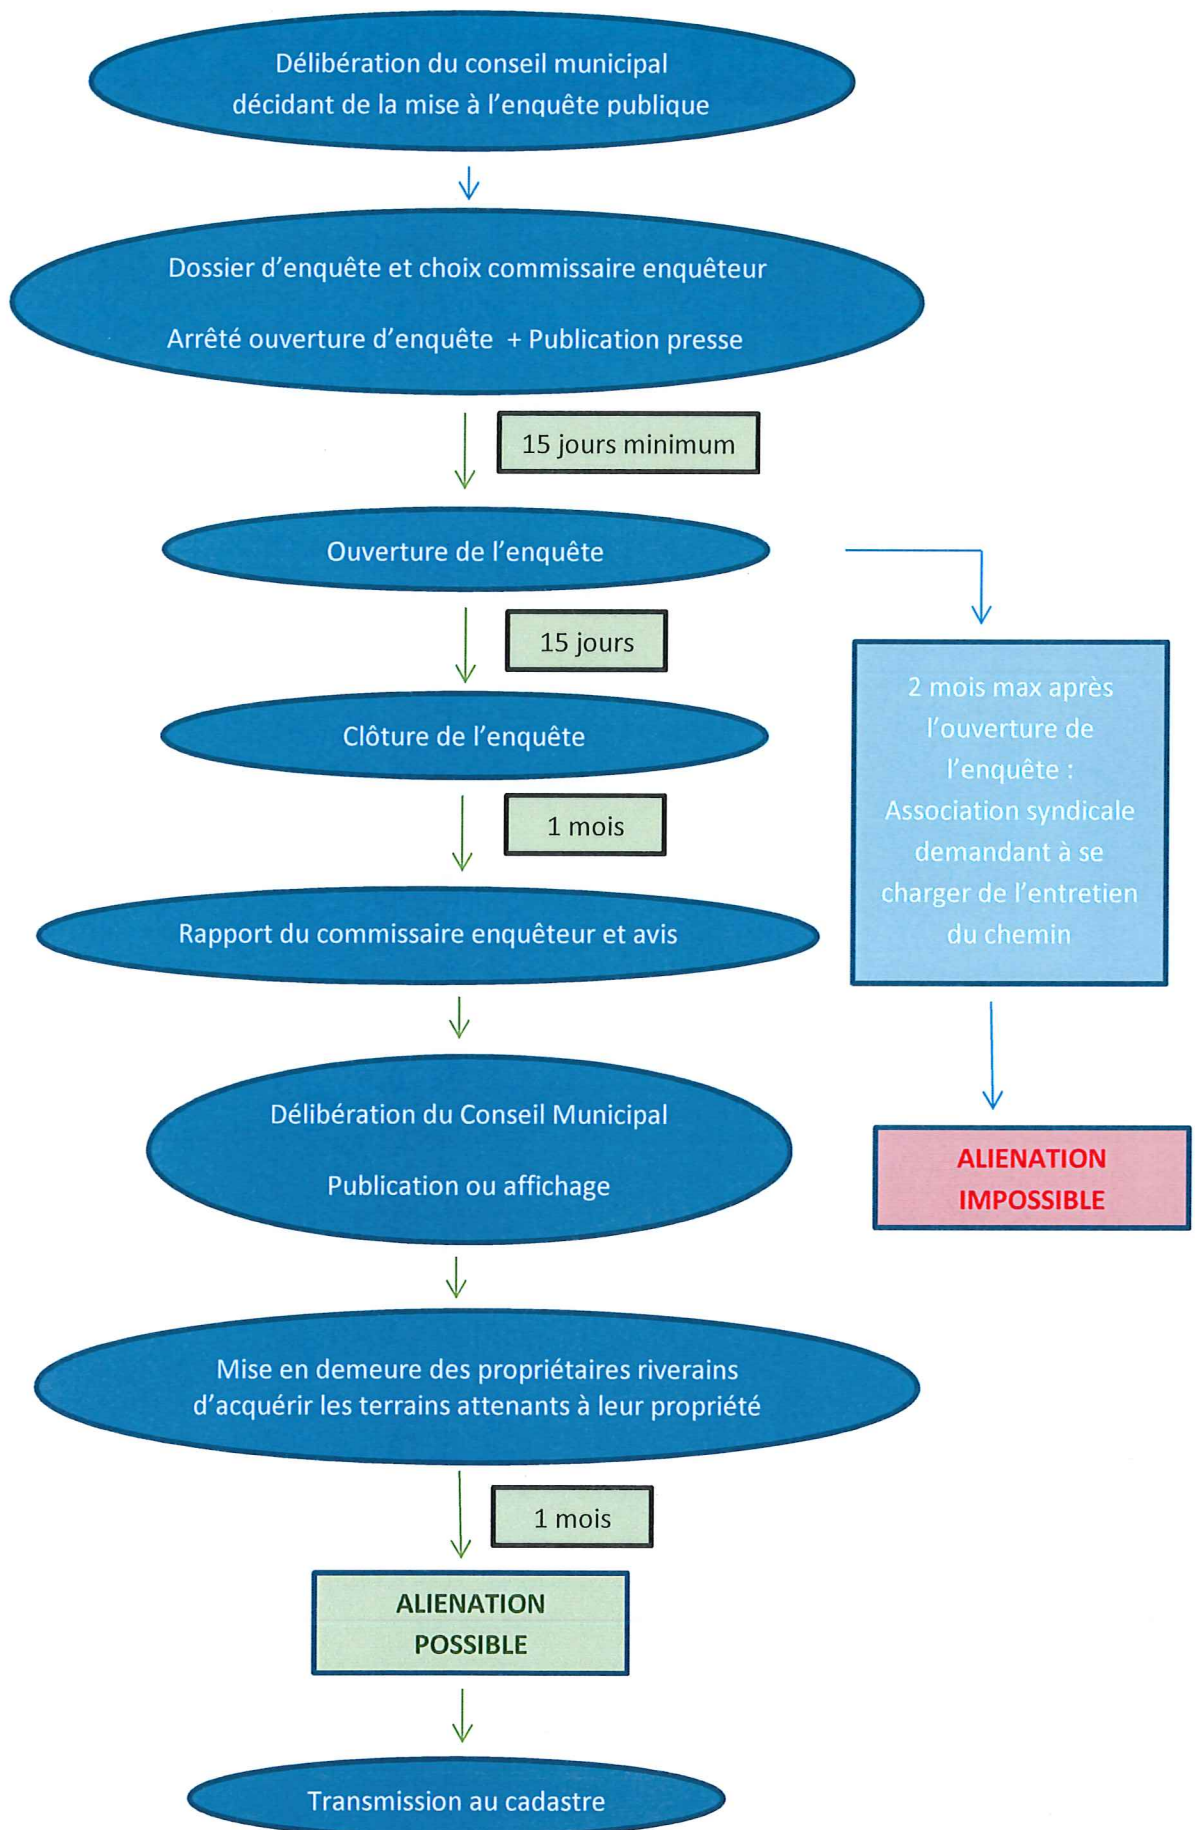 Délibération du conseil municipal
décidant de la mise à l’enquête publique
Dossier d’enquête et choix commissaire enquêteur
Arrêté ouverture d’enquête + Publication presse
15 jours minimum
Ouverture de l’enquête
15 jours
2 mois max après
l’ouverture de
l’enquête :
Association syndicale
demandant à se
charger de l’entretien
du chemin
Clôture de l’enquête
1 mois
Rapport du commissaire enquêteur et avis
Délibération du Conseil Municipal
Publication ou affichage
ALIENATION
IMPOSSIBLE
Mise en demeure des propriétaires riverains
d’acquérir les terrains attenants à leur propriété
1 mois
ALIENATION
POSSIBLE
Transmission au cadastre